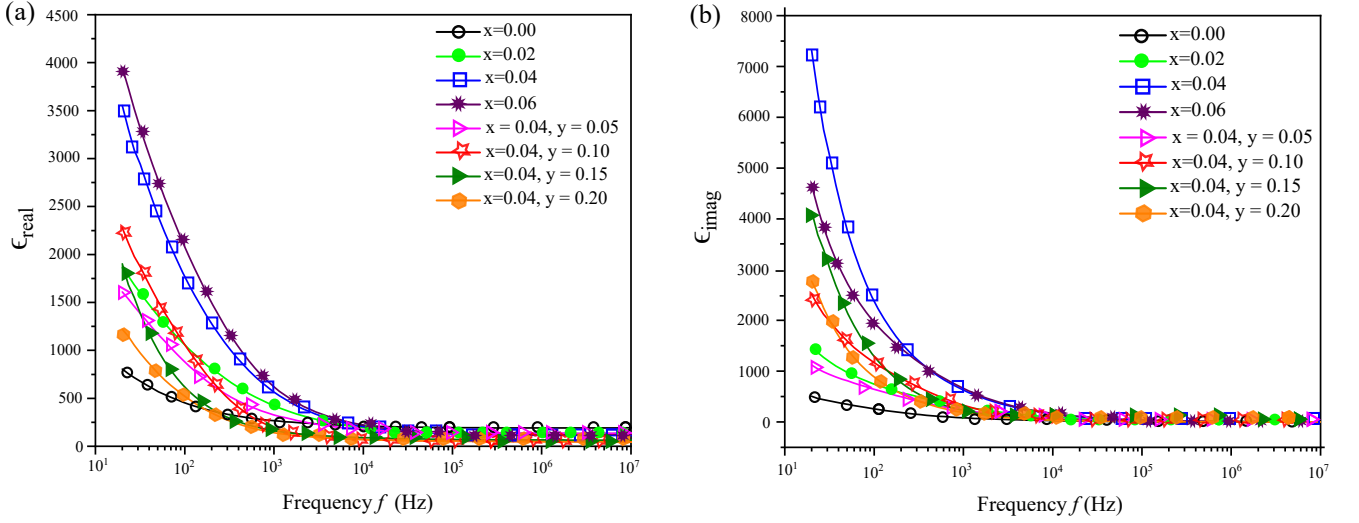 (a)
ϵreal
4500
4000
3500
3000
2500
2000
1500
1000
500
0
x=0.00
x=0.02
x=0.04
x=0.06
x = 0.04, y = 0.05
x=0.04, y = 0.10
x=0.04, y = 0.15
x=0.04, y = 0.20
10¹ 10² 10³ 10⁴ 10⁵ 10⁶ 10⁷
Frequency f (Hz)
(b)
ϵimag
8000
7000
6000
5000
4000
3000
2000
1000
0
x=0.00
x=0.02
x=0.04
x=0.06
x = 0.04, y = 0.05
x=0.04, y = 0.10
x=0.04, y = 0.15
x=0.04, y = 0.20
10¹ 10² 10³ 10⁴ 10⁵ 10⁶ 10⁷
Frequency f (Hz)